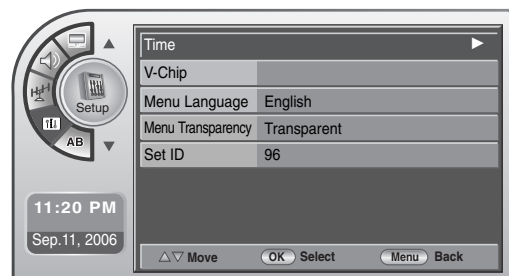 Time
V-Chip
Menu Language English
Menu Transparency Transparent
Set ID 96
Setup
AB
11:20 PM
Sep.11, 2006
Move OK Select Menu Back